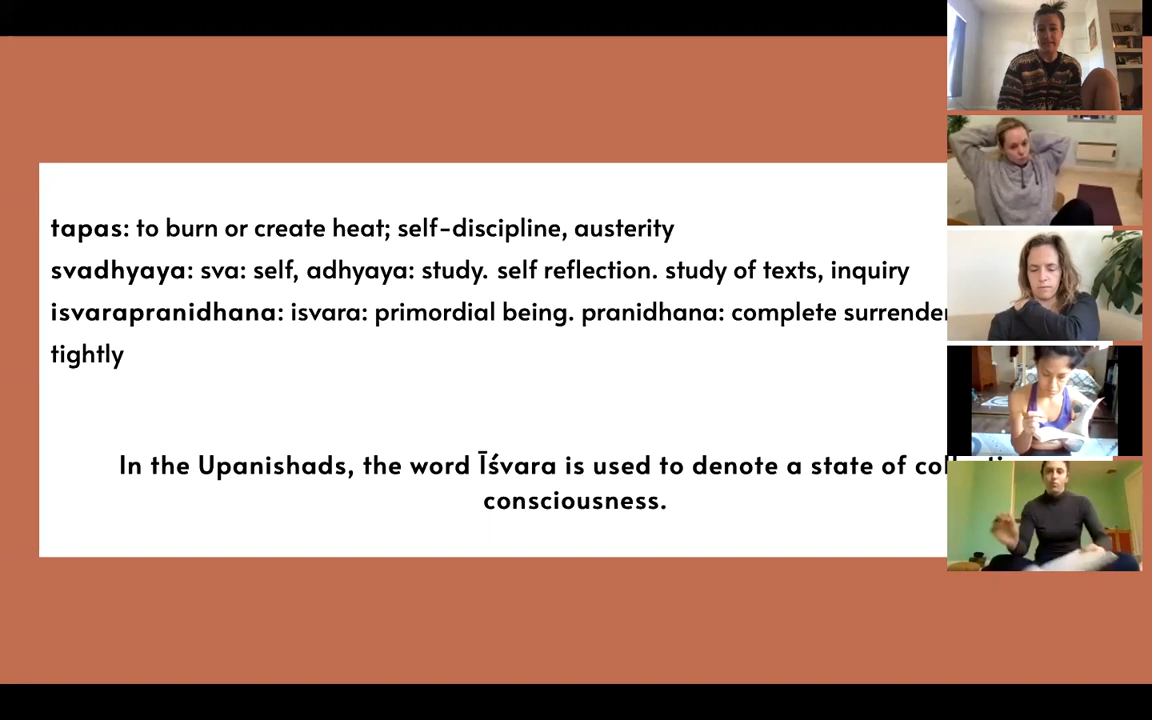 tapas: to burn or create heat; self-discipline, austerity
svadhyaya: sva: self, adhyaya: study. self reflection. study of texts, inquiry
isvarapranidhana: isvara: primordial being. pranidhana: complete surrender
tightly
In the Upanishads, the word Īśvara is used to denote a state of
consciousness.